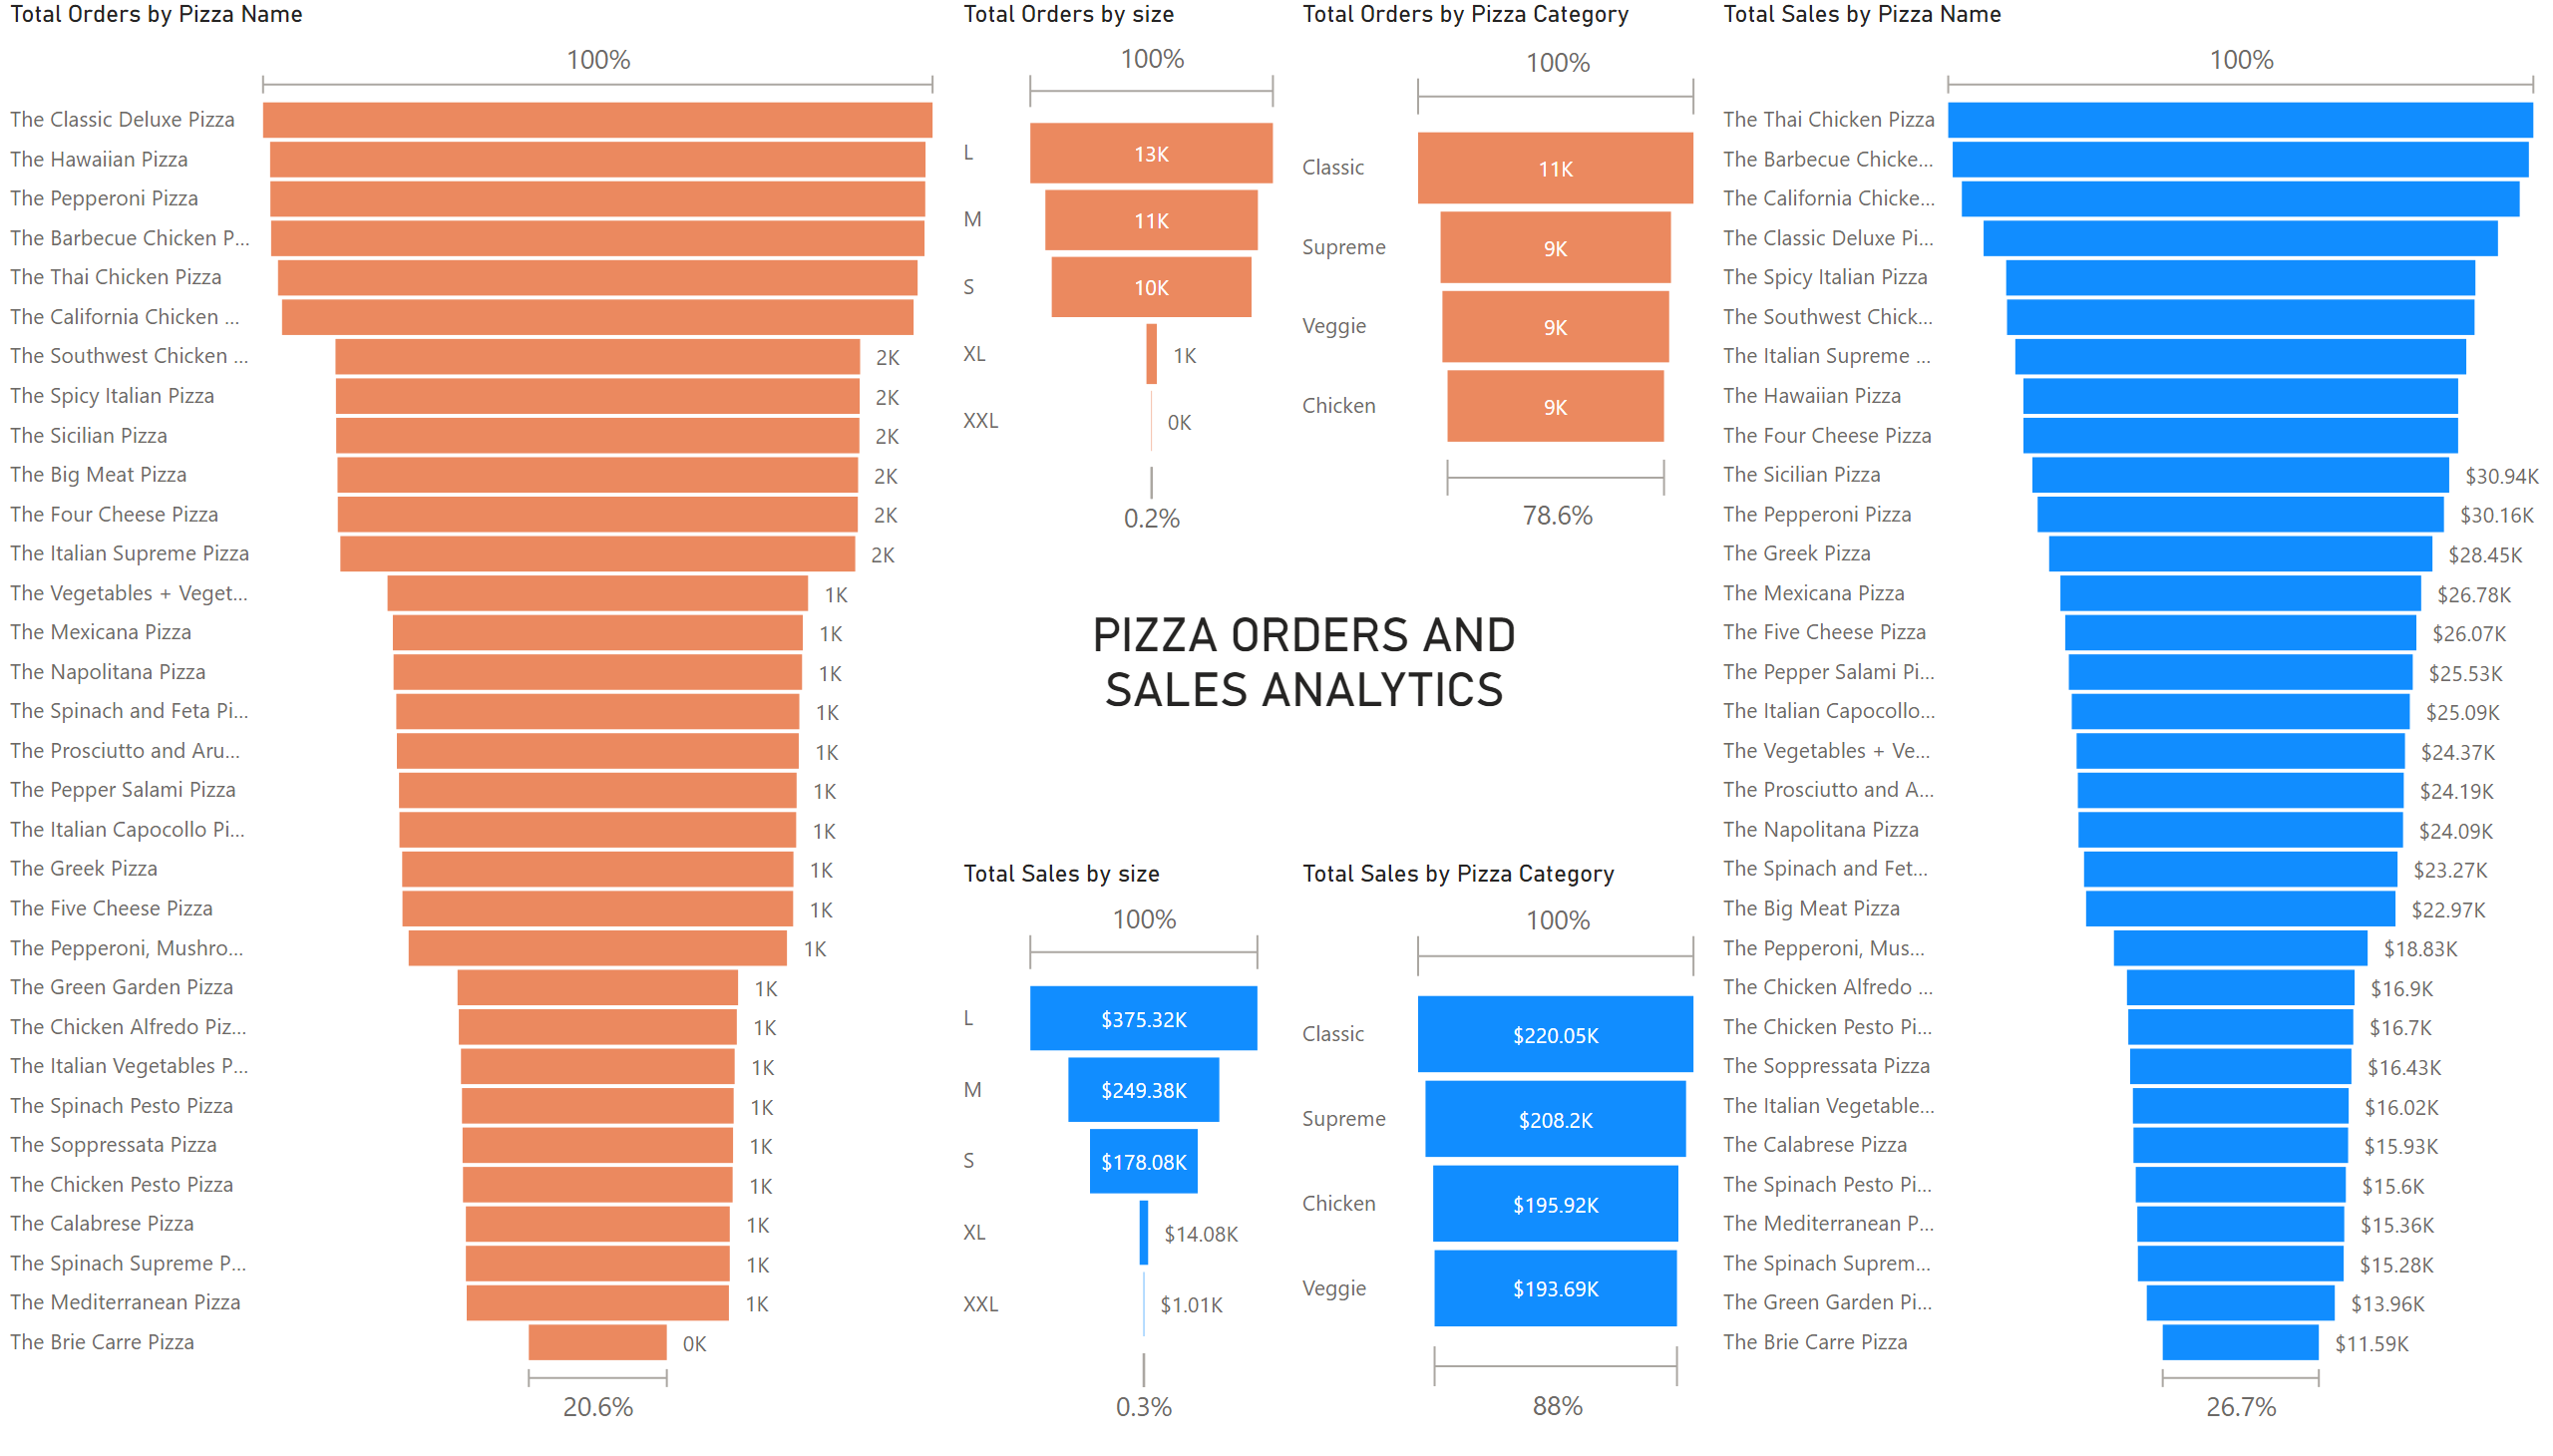 Total Orders by Pizza Name
100%
The Classic Deluxe Pizza
The Hawaiian Pizza
The Pepperoni Pizza
The Barbecue Chicken P...
The Thai Chicken Pizza
The California Chicken ...
The Southwest Chicken ... 2K
The Spicy Italian Pizza 2K
The Sicilian Pizza 2K
The Big Meat Pizza 2K
The Four Cheese Pizza 2K
The Italian Supreme Pizza 2K
The Vegetables + Veget... 1K
The Mexicana Pizza 1K
The Napolitana Pizza 1K
The Spinach and Feta Pi... 1K
The Prosciutto and Aru... 1K
The Pepper Salami Pizza 1K
The Italian Capocollo Pi... 1K
The Greek Pizza 1K
The Five Cheese Pizza 1K
The Pepperoni, Mushro... 1K
The Green Garden Pizza 1K
The Chicken Alfredo Piz... 1K
The Italian Vegetables P... 1K
The Spinach Pesto Pizza 1K
The Soppressata Pizza 1K
The Chicken Pesto Pizza 1K
The Calabrese Pizza 1K
The Spinach Supreme P... 1K
The Mediterranean Pizza 1K
The Brie Carre Pizza 0K
20.6%
Total Orders by size
100%
L 13K
M 11K
S 10K
XL 1K
XXL 0K
0.2%
Total Orders by Pizza Category
100%
Classic 11K
Supreme 9K
Veggie 9K
Chicken 9K
78.6%
PIZZA ORDERS AND
SALES ANALYTICS
Total Sales by size
100%
L $375.32K
M $249.38K
S $178.08K
XL $14.08K
XXL $1.01K
0.3%
Total Sales by Pizza Category
100%
Classic $220.05K
Supreme $208.2K
Chicken $195.92K
Veggie $193.69K
88%
Total Sales by Pizza Name
100%
The Thai Chicken Pizza
The Barbecue Chicke...
The California Chicke...
The Classic Deluxe Pi...
The Spicy Italian Pizza
The Southwest Chick...
The Italian Supreme ...
The Hawaiian Pizza
The Four Cheese Pizza
The Sicilian Pizza $30.94K
The Pepperoni Pizza $30.16K
The Greek Pizza $28.45K
The Mexicana Pizza $26.78K
The Five Cheese Pizza $26.07K
The Pepper Salami Pi... $25.53K
The Italian Capocollo... $25.09K
The Vegetables + Ve... $24.37K
The Prosciutto and A... $24.19K
The Napolitana Pizza $24.09K
The Spinach and Fet... $23.27K
The Big Meat Pizza $22.97K
The Pepperoni, Mus... $18.83K
The Chicken Alfredo ... $16.9K
The Chicken Pesto Pi... $16.7K
The Soppressata Pizza $16.43K
The Italian Vegetable... $16.02K
The Calabrese Pizza $15.93K
The Spinach Pesto Pi... $15.6K
The Mediterranean P... $15.36K
The Spinach Suprem... $15.28K
The Green Garden Pi... $13.96K
The Brie Carre Pizza $11.59K
26.7%